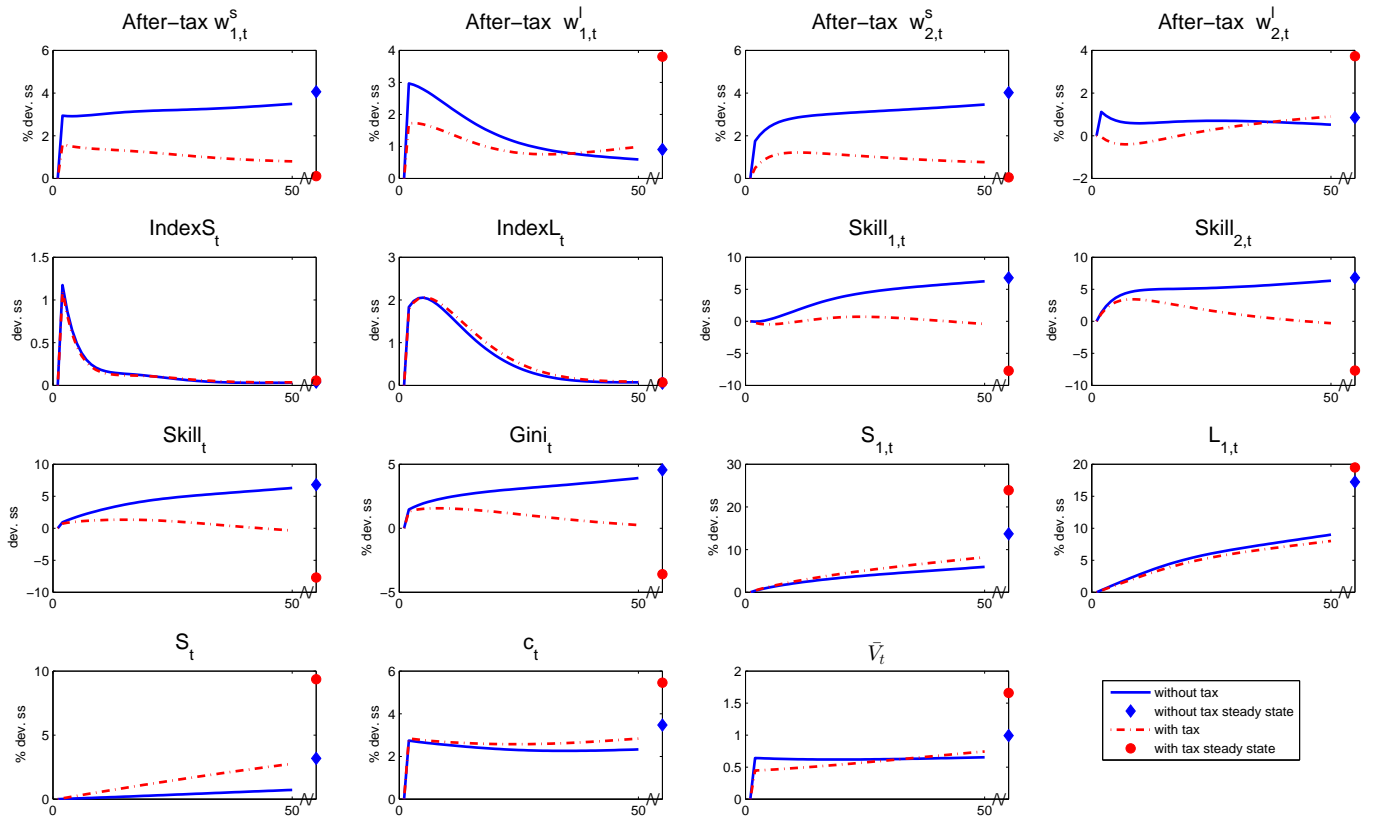 After-tax w^s_{1,t}
After-tax w^l_{1,t}
After-tax w^s_{2,t}
After-tax w^l_{2,t}
% dev. ss
6
4
2
0
0
50
% dev. ss
4
3
2
1
0
0
50
% dev. ss
6
4
2
0
0
50
% dev. ss
4
2
0
−2
0
50
IndexS_t
IndexL_t
Skill_{1,t}
Skill_{2,t}
dev. ss
1.5
1
0.5
0
0
50
dev. ss
3
2
1
0
0
50
% dev. ss
10
5
0
−5
−10
0
50
% dev. ss
10
5
0
−5
−10
0
50
Skill_t
Gini_t
S_{1,t}
L_{1,t}
dev. ss
10
5
0
−5
−10
0
50
% dev. ss
5
0
−5
0
50
% dev. ss
30
20
10
0
0
50
% dev. ss
20
15
10
5
0
0
50
S_t
c_t
V̄_t
% dev. ss
10
5
0
0
50
% dev. ss
6
4
2
0
0
50
% dev. ss
2
1.5
1
0.5
0
0
50
without tax
without tax steady state
with tax
with tax steady state